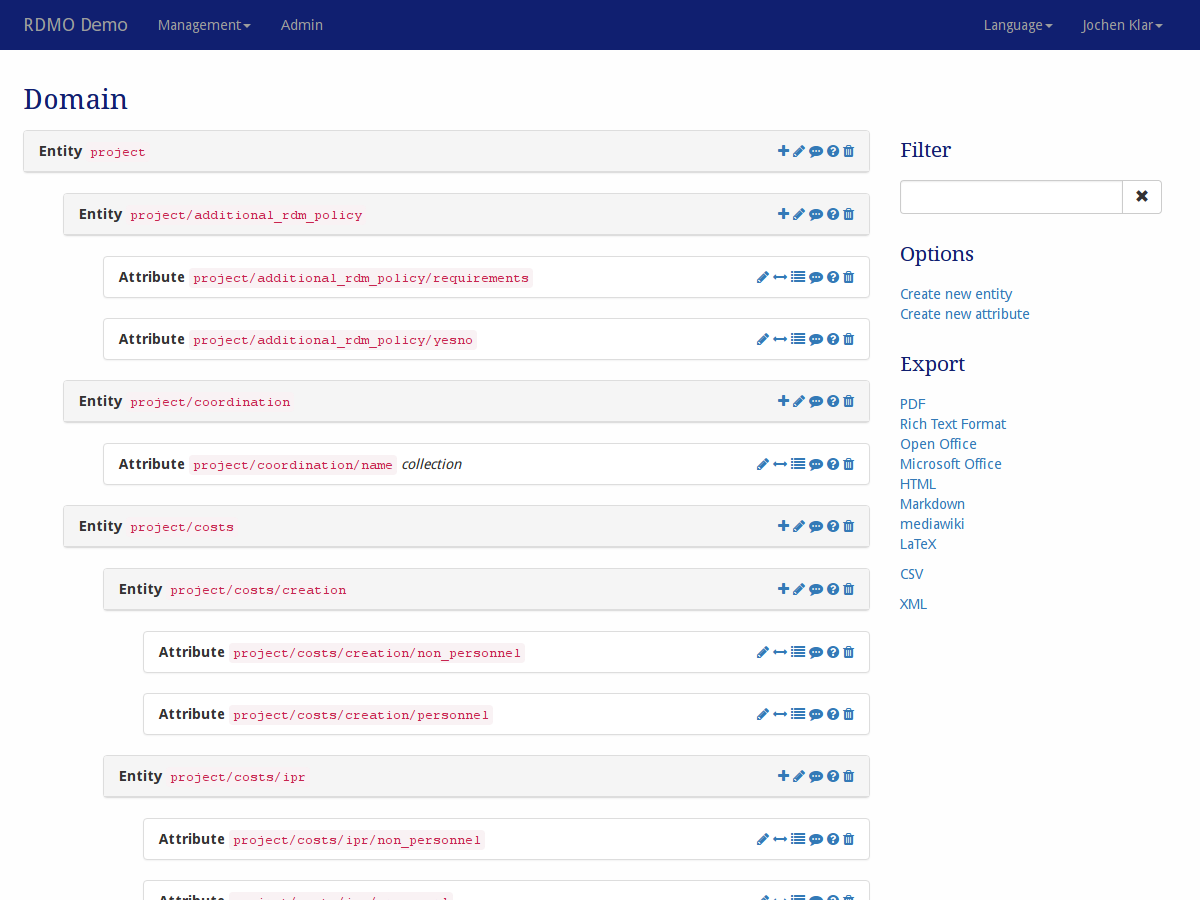 RDMO Demo Management Admin Language Jochen Klar
Domain
Entity project
Entity project/additional_rdm_policy
Attribute project/additional_rdm_policy/requirements
Attribute project/additional_rdm_policy/yesno
Entity project/coordination
Attribute project/coordination/name collection
Entity project/costs
Entity project/costs/creation
Attribute project/costs/creation/non_personnel
Attribute project/costs/creation/personnel
Entity project/costs/ipr
Attribute project/costs/ipr/non_personnel
Attribute
Filter
Options
Create new entity
Create new attribute
Export
PDF
Rich Text Format
Open Office
Microsoft Office
HTML
Markdown
mediawiki
LaTeX
CSV
XML